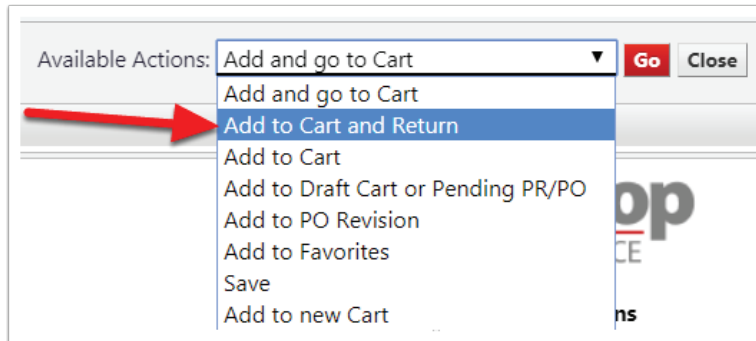 Available Actions: Add and go to Cart Go Close
Add and go to Cart
Add to Cart and Return
Add to Cart
Add to Draft Cart or Pending PR/PO
Add to PO Revision
Add to Favorites
Save
Add to new Cart